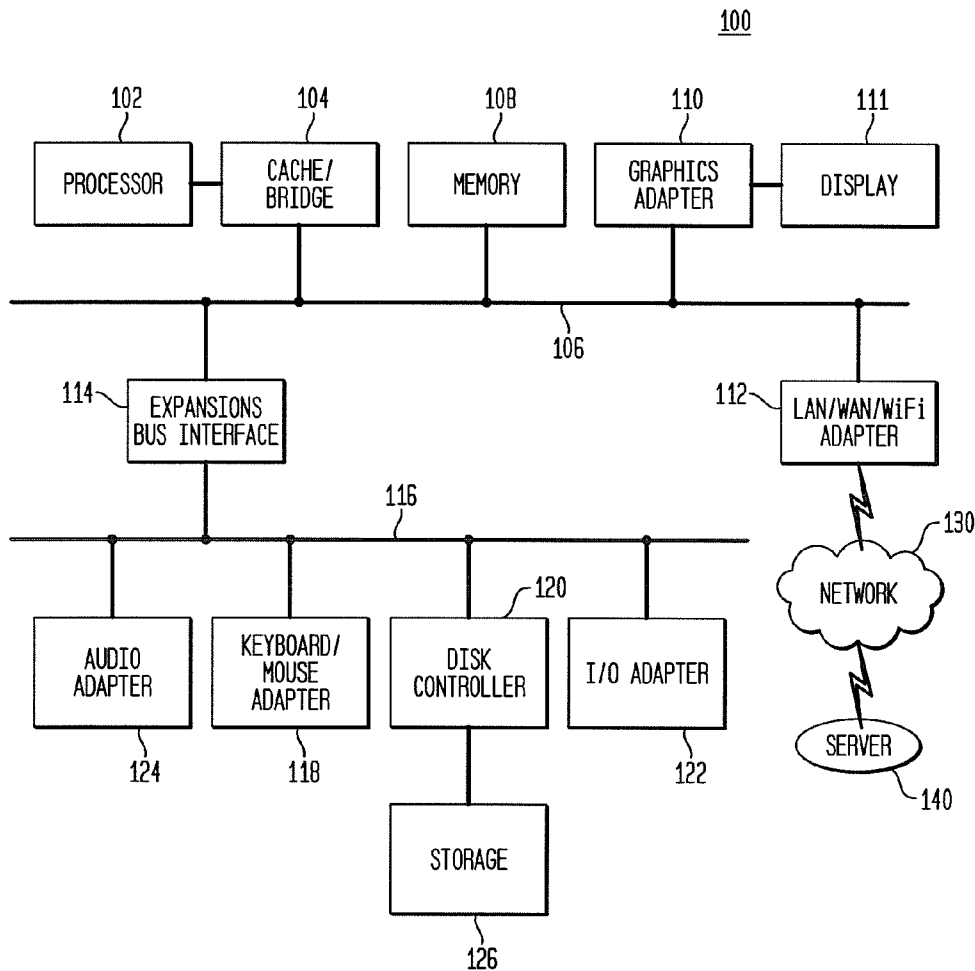 100
102
104
108
110
111
PROCESSOR
CACHE/
BRIDGE
MEMORY
GRAPHICS
ADAPTER
DISPLAY
106
114
EXPANSIONS
BUS INTERFACE
112
LAN/WAN/WiFi
ADAPTER
116
130
NETWORK
120
AUDIO
ADAPTER
KEYBOARD/
MOUSE
ADAPTER
DISK
CONTROLLER
I/O ADAPTER
124
118
122
SERVER
140
STORAGE
126